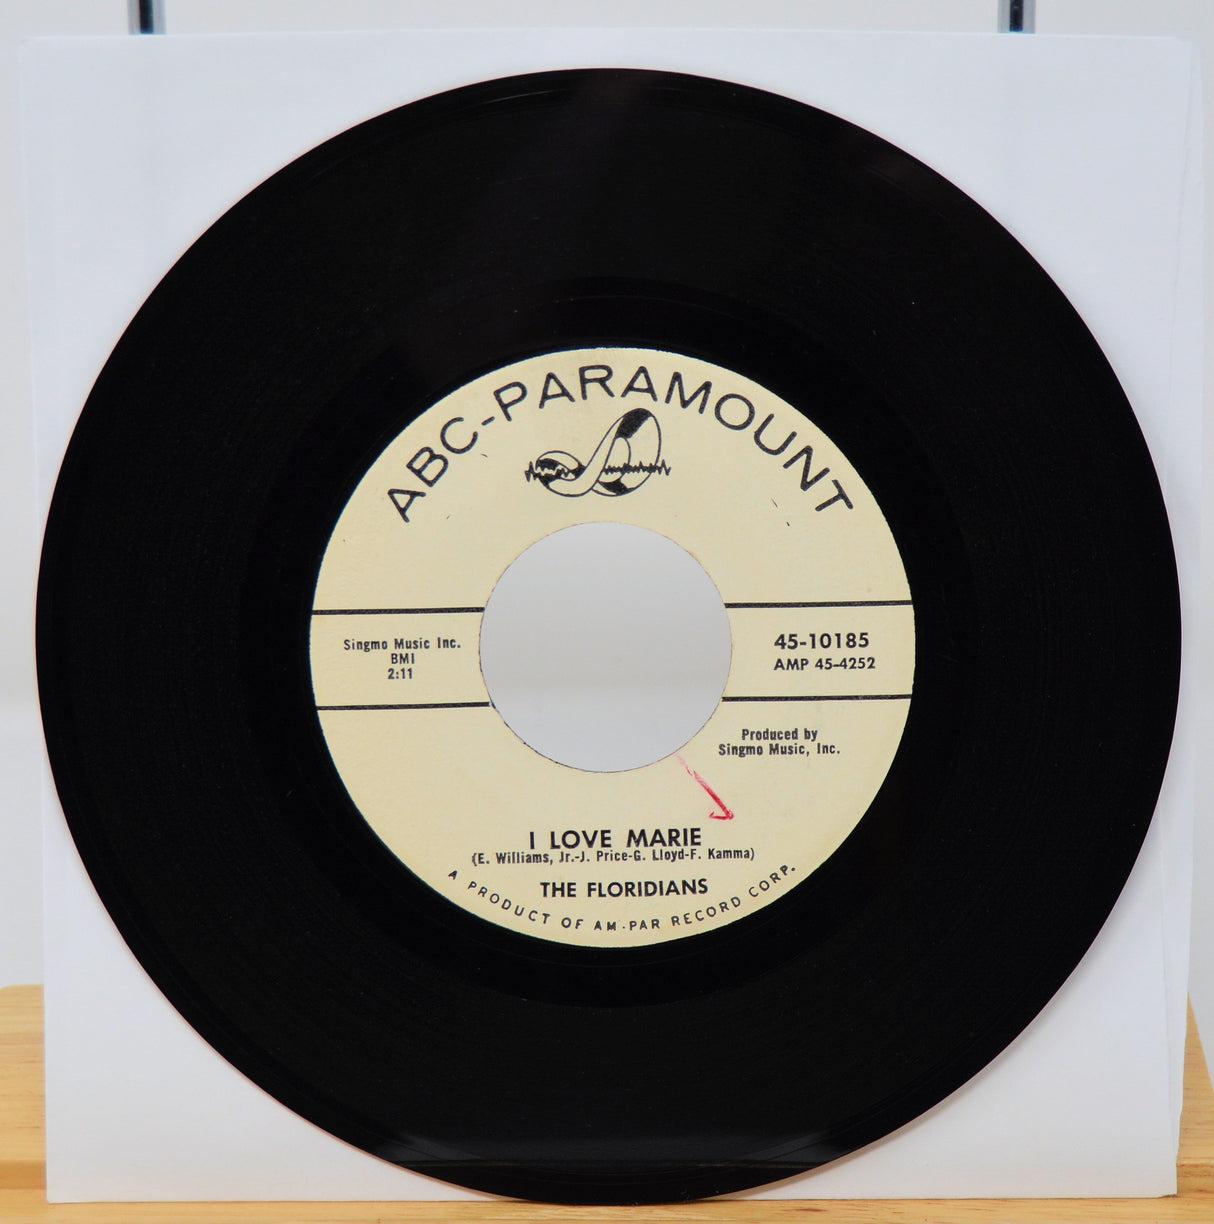 ABC-PARAMOUNT
Singmo Music Inc.
BMI
2:11
45-10185
AMP 45-4252
Produced by
Singmo Music, Inc.
I LOVE MARIE
(E. Williams, Jr.-J. Price-G. Lloyd-F. Kamma)
THE FLORIDIANS
A PRODUCT OF AM-PAR RECORD CORP.